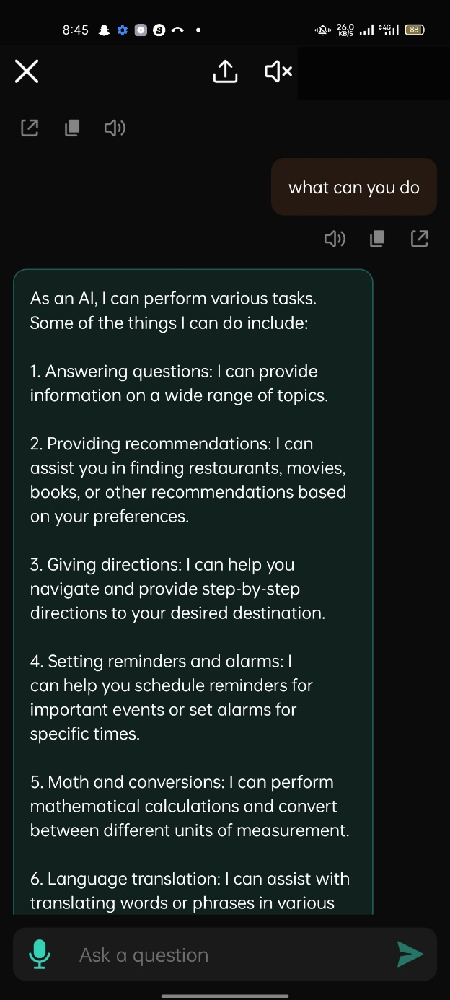 8:45
26.0
KB/S
4G
88
what can you do
As an AI, I can perform various tasks.
Some of the things I can do include:
1. Answering questions: I can provide
information on a wide range of topics.
2. Providing recommendations: I can
assist you in finding restaurants, movies,
books, or other recommendations based
on your preferences.
3. Giving directions: I can help you
navigate and provide step-by-step
directions to your desired destination.
4. Setting reminders and alarms: I
can help you schedule reminders for
important events or set alarms for
specific times.
5. Math and conversions: I can perform
mathematical calculations and convert
between different units of measurement.
6. Language translation: I can assist with
translating words or phrases in various
Ask a question